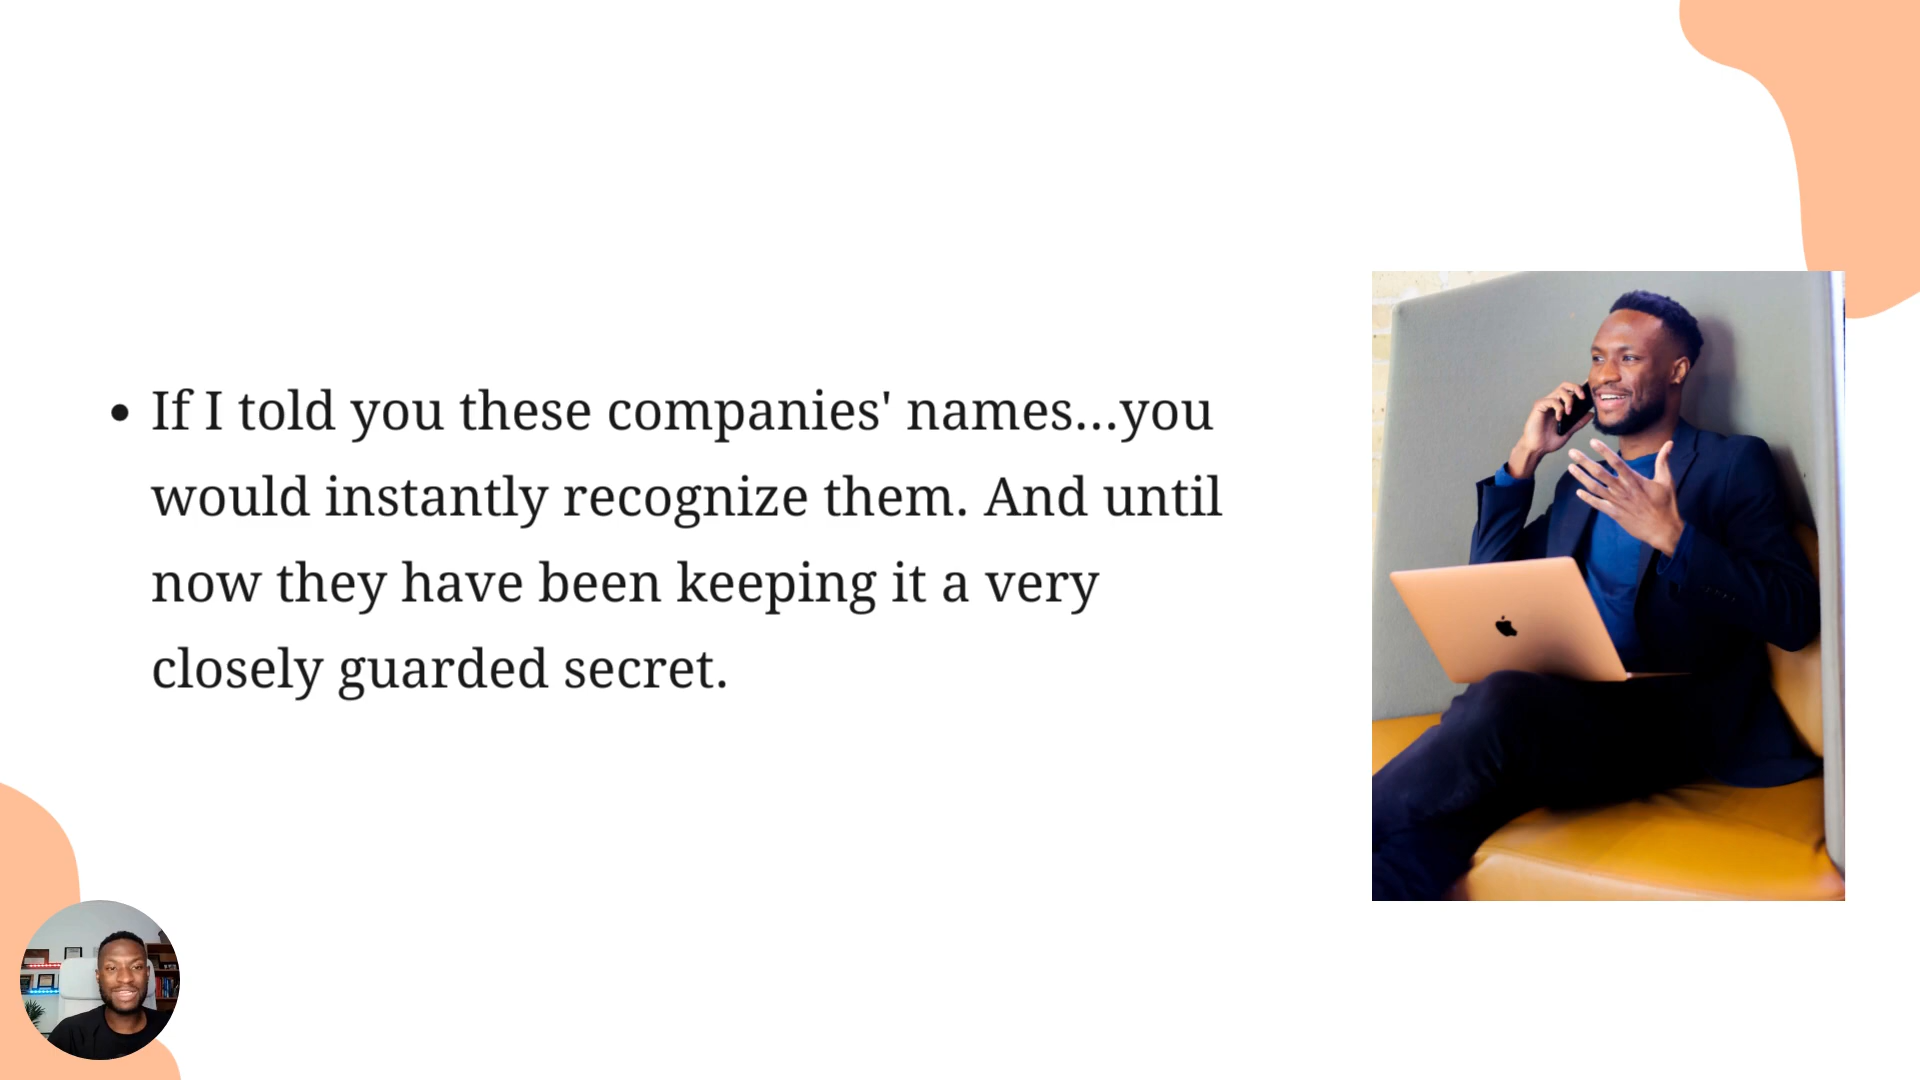 • If I told you these companies' names...you
would instantly recognize them. And until
now they have been keeping it a very
closely guarded secret.